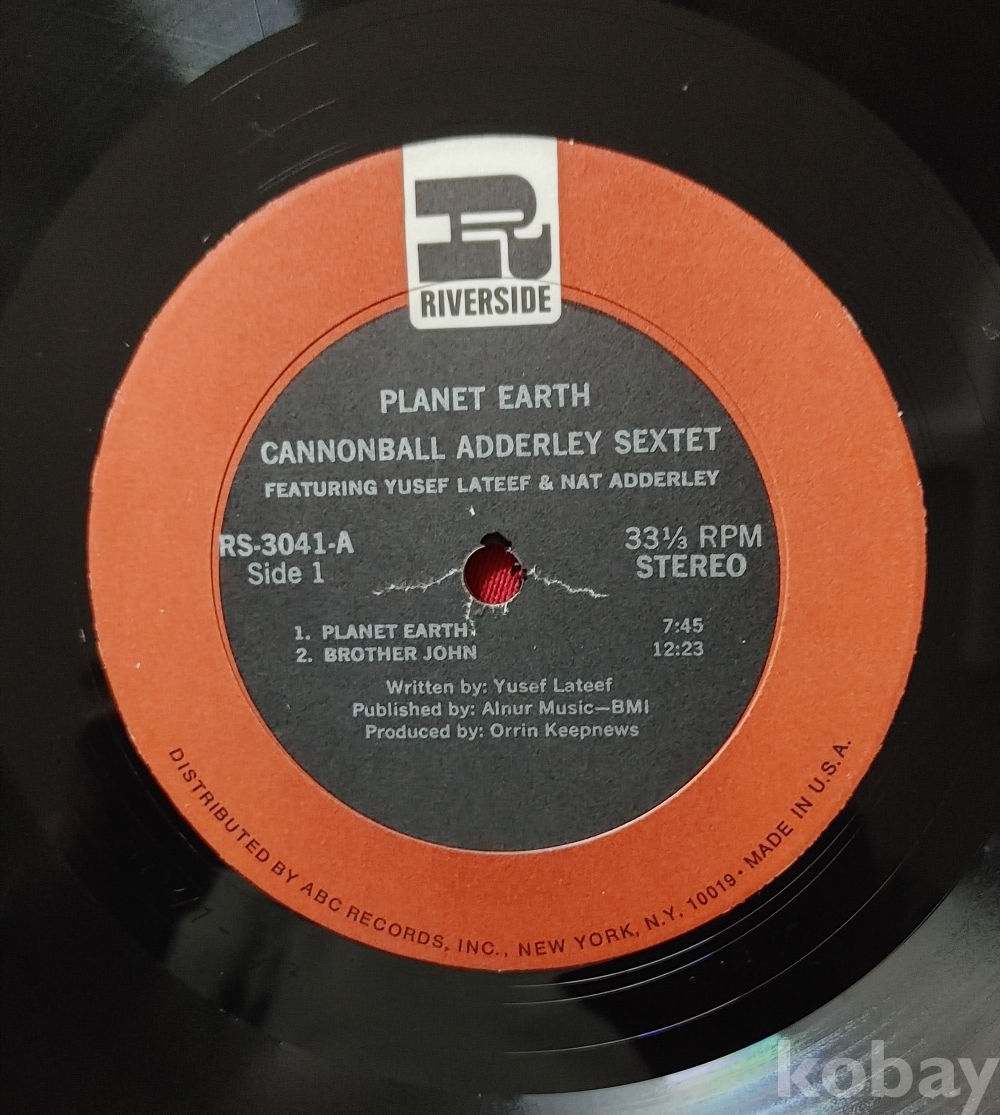 RIVERSIDE
PLANET EARTH
CANNONBALL ADDERLEY SEXTET
FEATURING YUSEF LATEEF & NAT ADDERLEY
RS-3041-A 33⅓ RPM
Side 1 STEREO
1. PLANET EARTH 7:45
2. BROTHER JOHN 12:23
Written by: Yusef Lateef
Published by: Alnur Music—BMI
Produced by: Orrin Keepnews
DISTRIBUTED BY ABC RECORDS, INC., NEW YORK, N.Y. 10019 • MADE IN U.S.A.
kobay